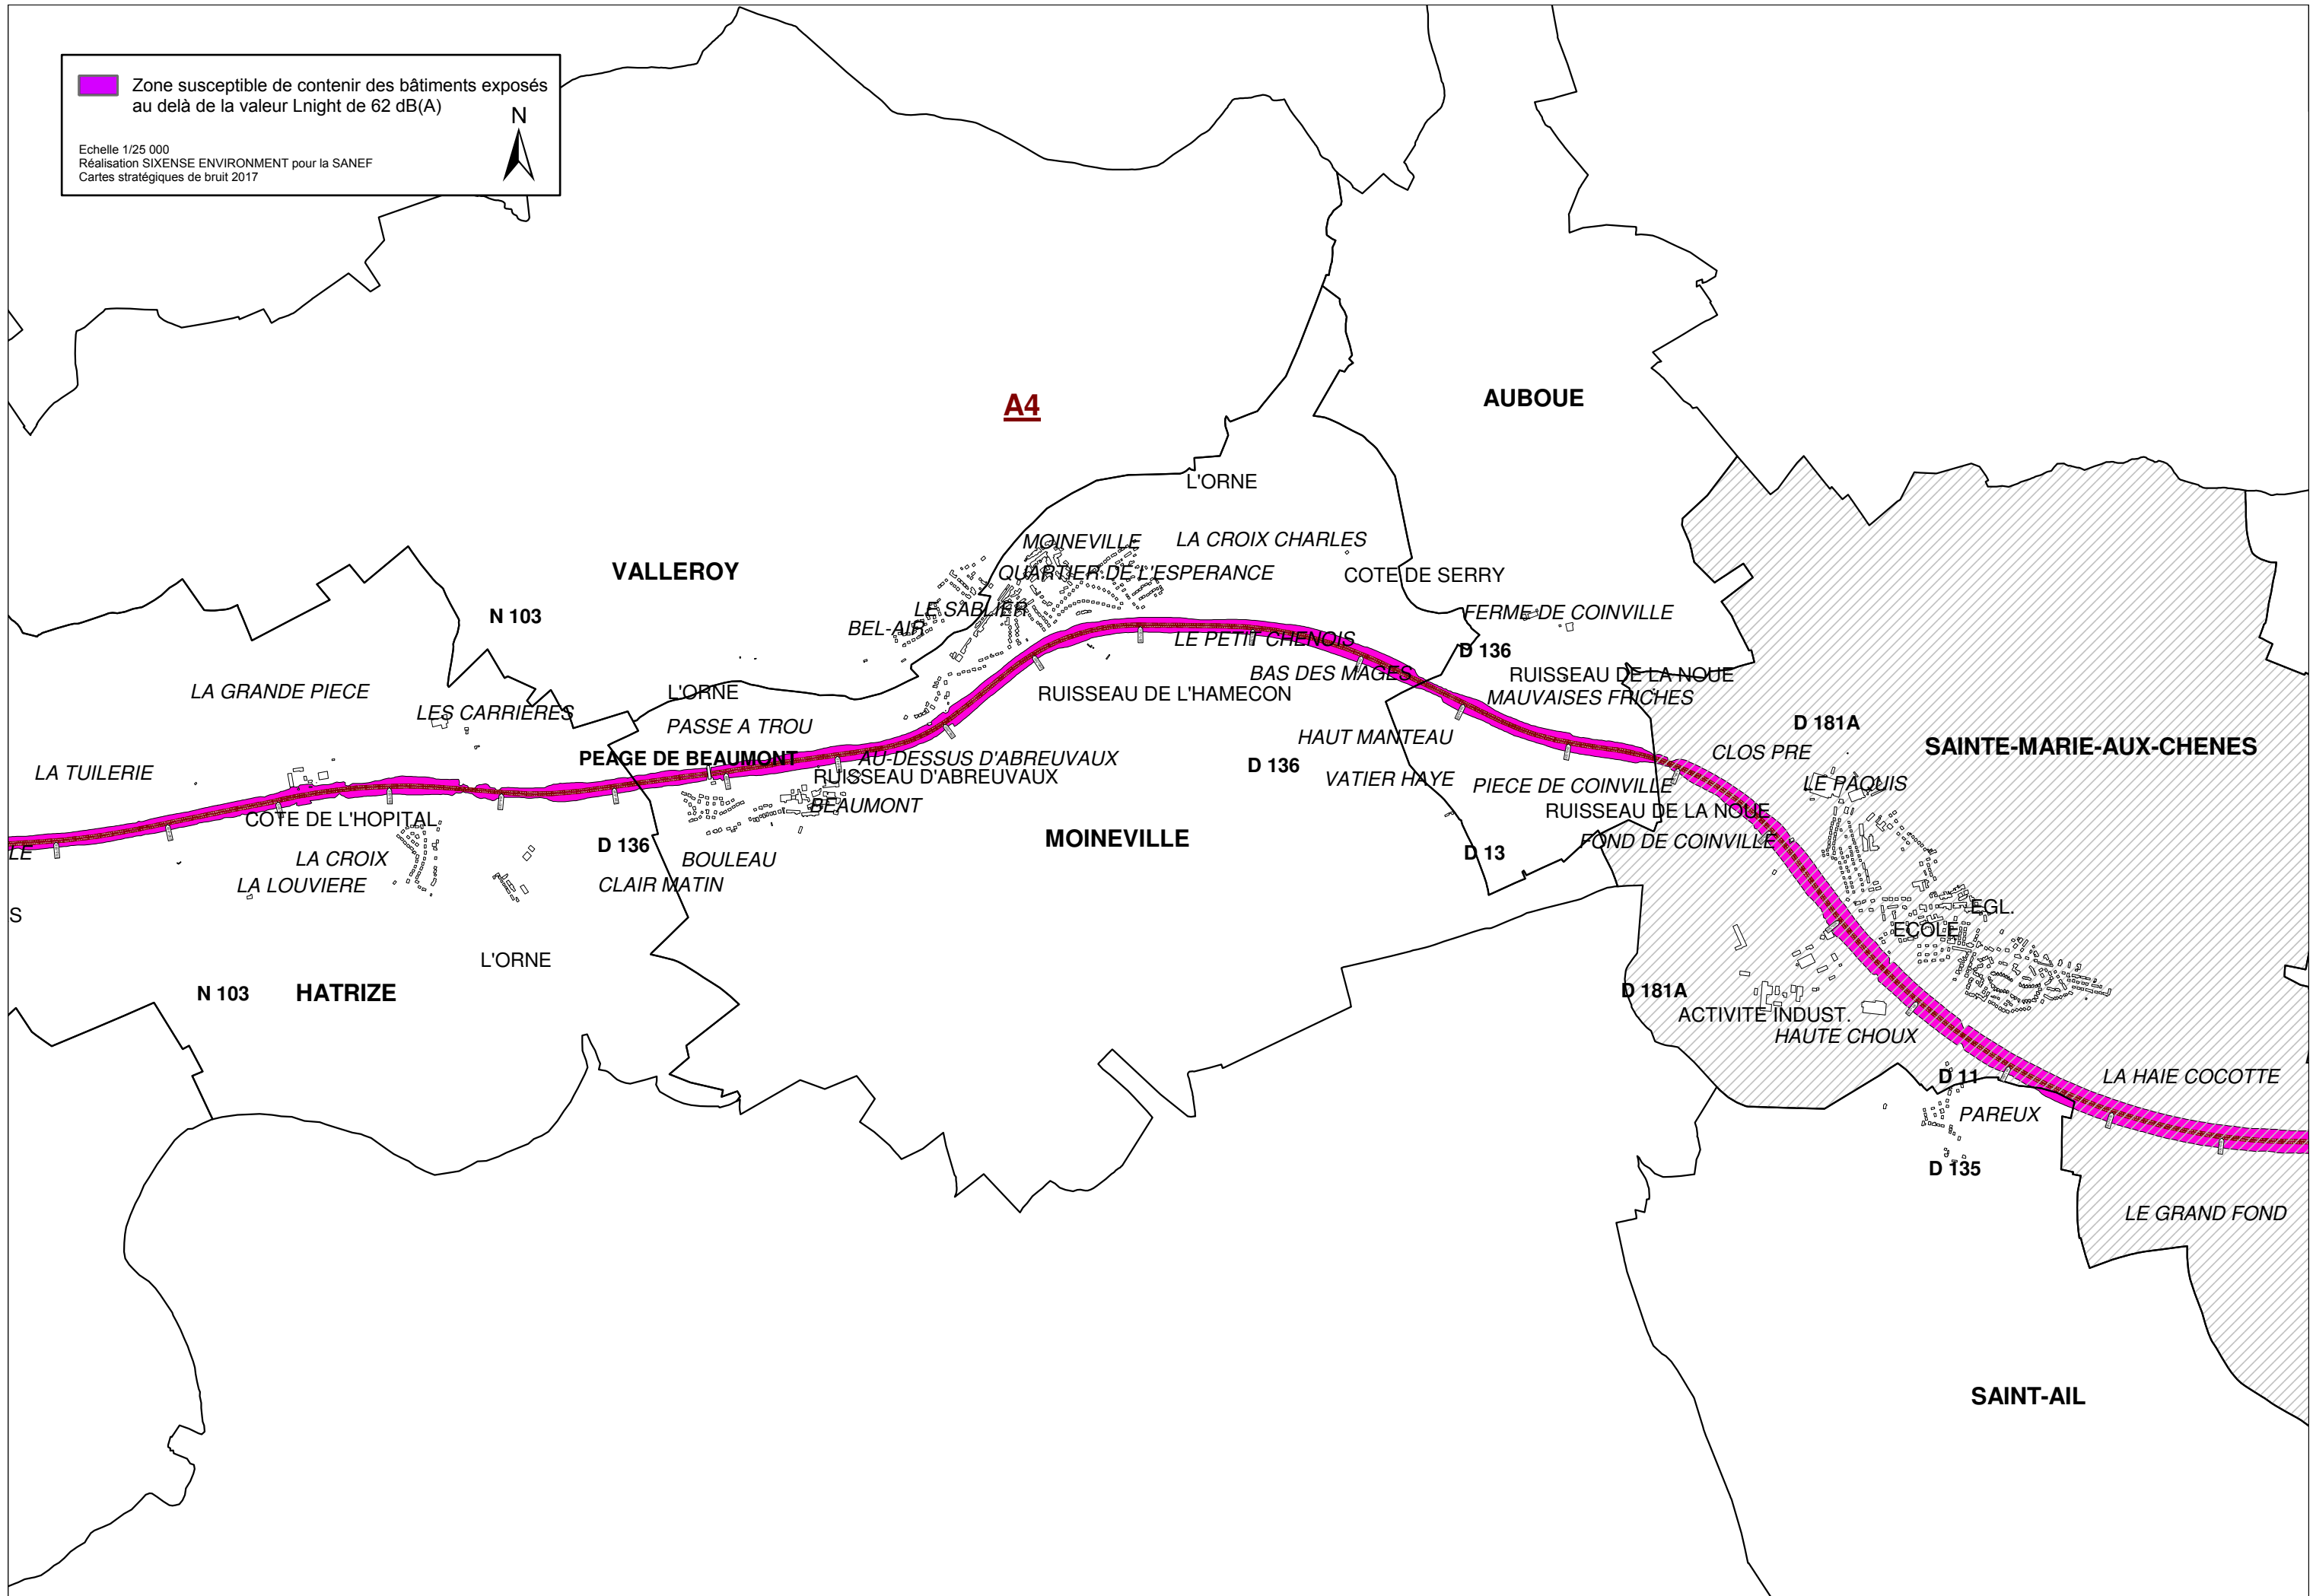 Zone susceptible de contenir des bâtiments exposés
au delà de la valeur Lnight de 62 dB(A)
N
Echelle 1/25 000
Réalisation SIXENSE ENVIRONMENT pour la SANEF
Cartes stratégiques de bruit 2017
AUBOUE
A4
L'ORNE
MOINEVILLE
LA CROIX CHARLES
VALLEROY
QUARTIER DE L'ESPERANCE
COTE DE SERRY
LE SABLIER
FERME DE COINVILLE
N 103
BEL-AIR
LE PETIT CHENOIS
D 136
BAS DES MAGES
RUISSEAU DE LA NOUE
LA GRANDE PIECE
L'ORNE
RUISSEAU DE L'HAMECON
MAUVAISES FRICHES
LES CARRIERES
PASSE A TROU
D 181A
HAUT MANTEAU
SAINTE-MARIE-AUX-CHENES
CLOS PRE
PEAGE DE BEAUMONT
AU-DESSUS D'ABREUVAUX
D 136
LA TUILERIE
RUISSEAU D'ABREUVAUX
VATIER HAYE
PIECE DE COINVILLE
LE PAQUIS
BEAUMONT
RUISSEAU DE LA NOUE
COTE DE L'HOPITAL
MOINEVILLE
FOND DE COINVILLE
D 136
LE
D 13
LA CROIX
BOULEAU
LA LOUVIERE
CLAIR MATIN
EGL.
S
ECOLE
L'ORNE
D 181A
N 103
HATRIZE
ACTIVITE INDUST.
HAUTE CHOUX
D 11
LA HAIE COCOTTE
PAREUX
D 135
LE GRAND FOND
SAINT-AIL